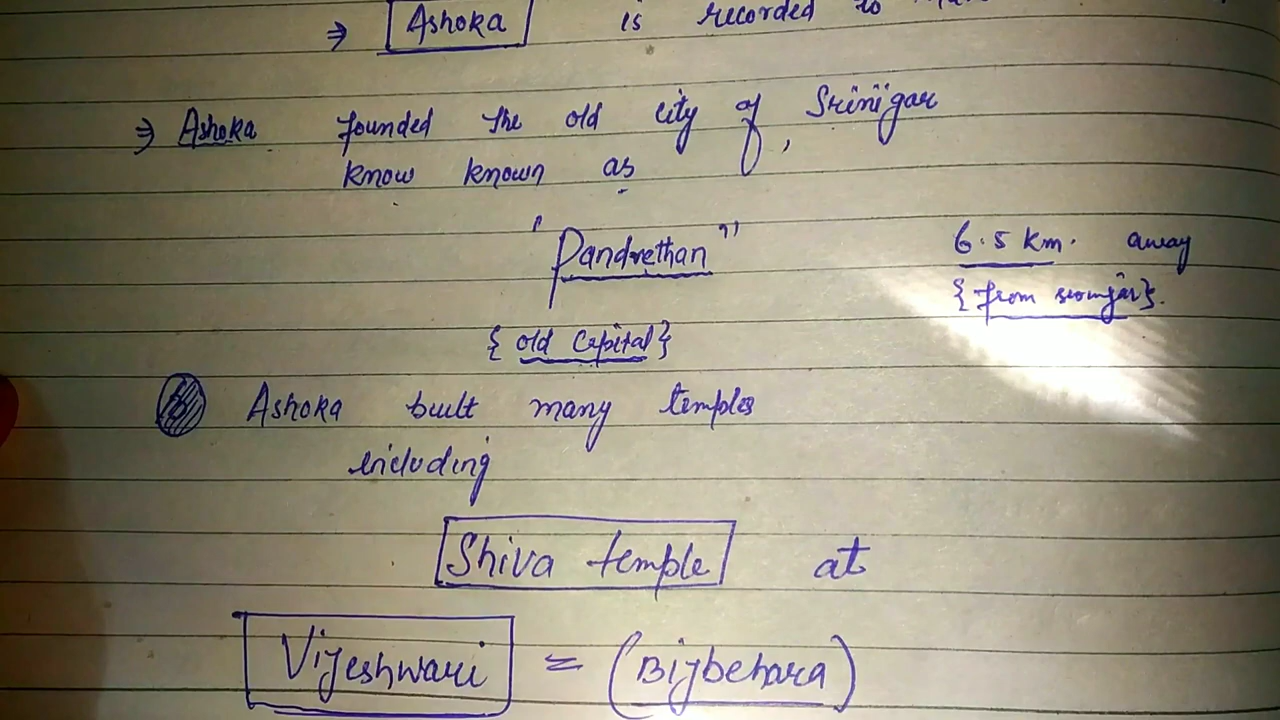 ⇒ Ashoka is recorded to
⇒ Ashoka founded the old city of Srinigar,
know known as
"Pandrethan"
6.5 km. away
{from
{old Capital}
Ashoka built many temples
including
Shiva temple at
Vijeshwari = (Bijbehara)